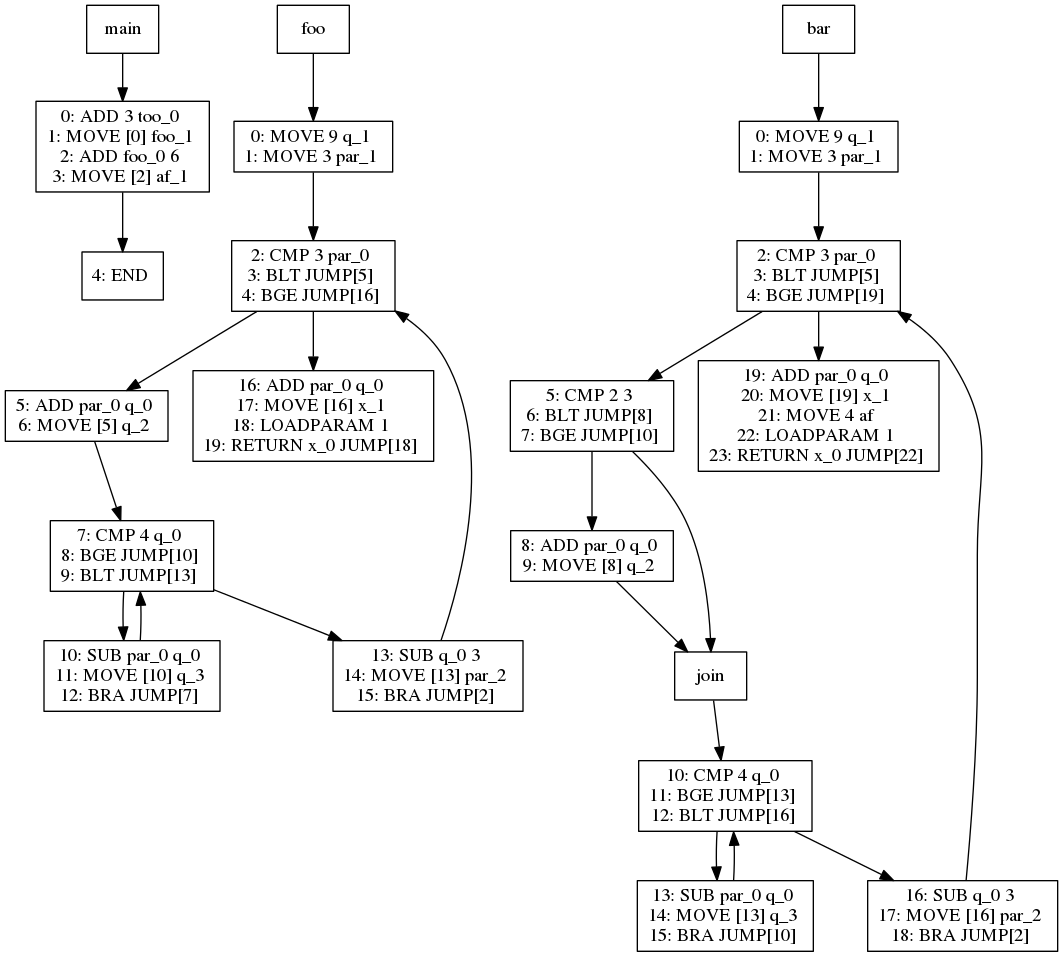 main
0: ADD 3 too_0
1: MOVE [0] foo_1
2: ADD foo_0 6
3: MOVE [2] af_1
4: END
foo
0: MOVE 9 q_1
1: MOVE 3 par_1
2: CMP 3 par_0
3: BLT JUMP[5]
4: BGE JUMP[16]
5: ADD par_0 q_0
6: MOVE [5] q_2
16: ADD par_0 q_0
17: MOVE [16] x_1
18: LOADPARAM 1
19: RETURN x_0 JUMP[18]
7: CMP 4 q_0
8: BGE JUMP[10]
9: BLT JUMP[13]
10: SUB par_0 q_0
11: MOVE [10] q_3
12: BRA JUMP[7]
13: SUB q_0 3
14: MOVE [13] par_2
15: BRA JUMP[2]
bar
0: MOVE 9 q_1
1: MOVE 3 par_1
2: CMP 3 par_0
3: BLT JUMP[5]
4: BGE JUMP[19]
5: CMP 2 3
6: BLT JUMP[8]
7: BGE JUMP[10]
19: ADD par_0 q_0
20: MOVE [19] x_1
21: MOVE 4 af
22: LOADPARAM 1
23: RETURN x_0 JUMP[22]
8: ADD par_0 q_0
9: MOVE [8] q_2
join
10: CMP 4 q_0
11: BGE JUMP[13]
12: BLT JUMP[16]
13: SUB par_0 q_0
14: MOVE [13] q_3
15: BRA JUMP[10]
16: SUB q_0 3
17: MOVE [16] par_2
18: BRA JUMP[2]